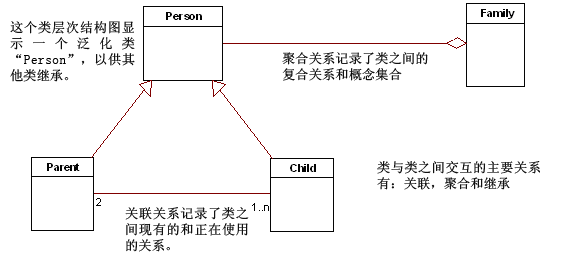 Person
Family
这个类层次结构图显
示一个泛化类
“Person”，以供其
他类继承。
聚合关系记录了类之间的
复合关系和概念集合
Parent
Child
类与类之间交互的主要关系
有：关联，聚合和继承
2
1..n
关联关系记录了类之
间现有的和正在使用
的关系。